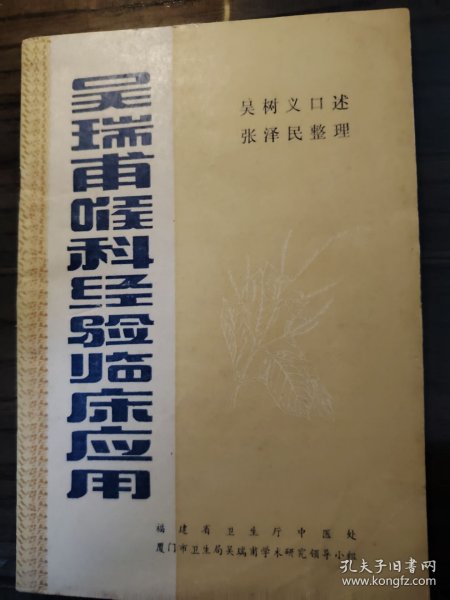 吴瑞甫喉科经验临床应用
吴树义口述
张泽民整理
福建省卫生厅中医处
厦门市卫生局吴瑞甫学术研究领导小组
孔夫子旧书网
www.kongfz.com